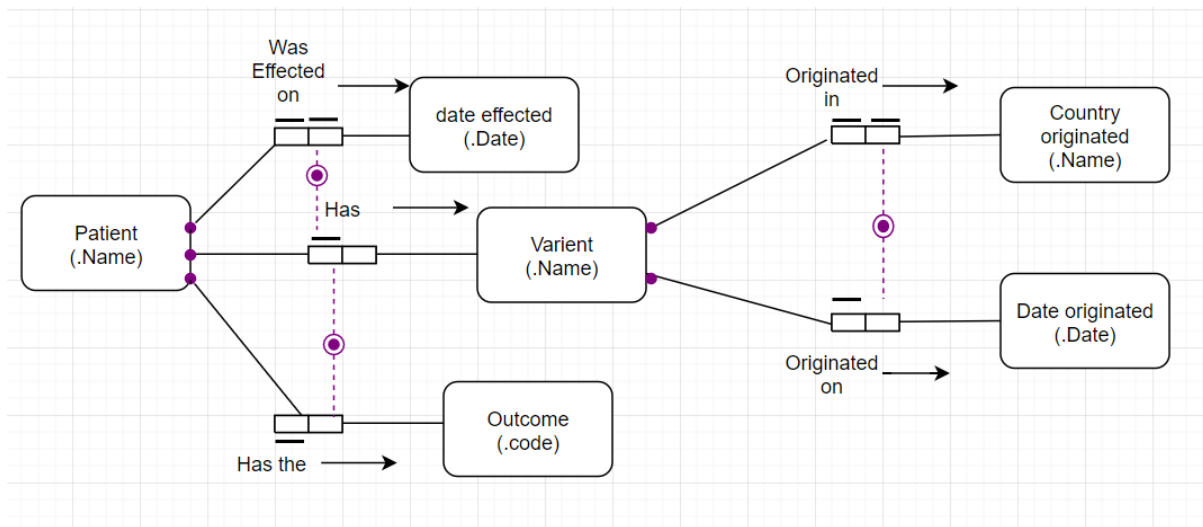 Was
Effected
on
date effected
(.Date)
Originated
in
Country
originated
(.Name)
Patient
(.Name)
Has
Varient
(.Name)
Date originated
(.Date)
Originated
on
Outcome
(.code)
Has the